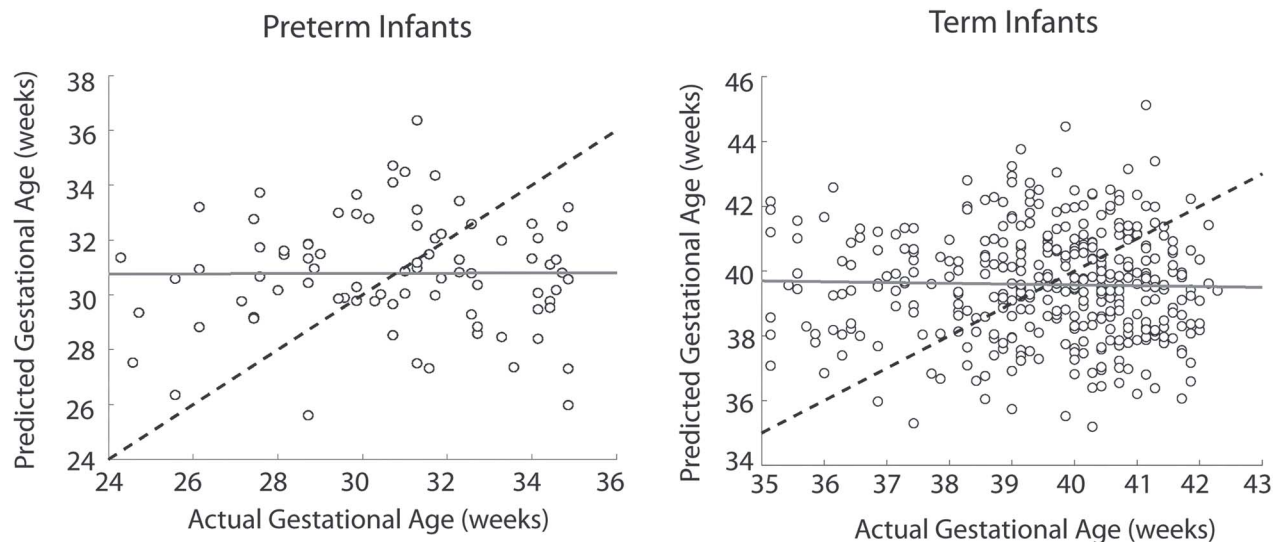 Preterm Infants
Predicted Gestational Age (weeks)
38
36
34
32
30
28
26
24
24 26 28 30 32 34 36
Actual Gestational Age (weeks)
Term Infants
Predicted Gestational Age (weeks)
46
44
42
40
38
36
34
35 36 37 38 39 40 41 42 43
Actual Gestational Age (weeks)